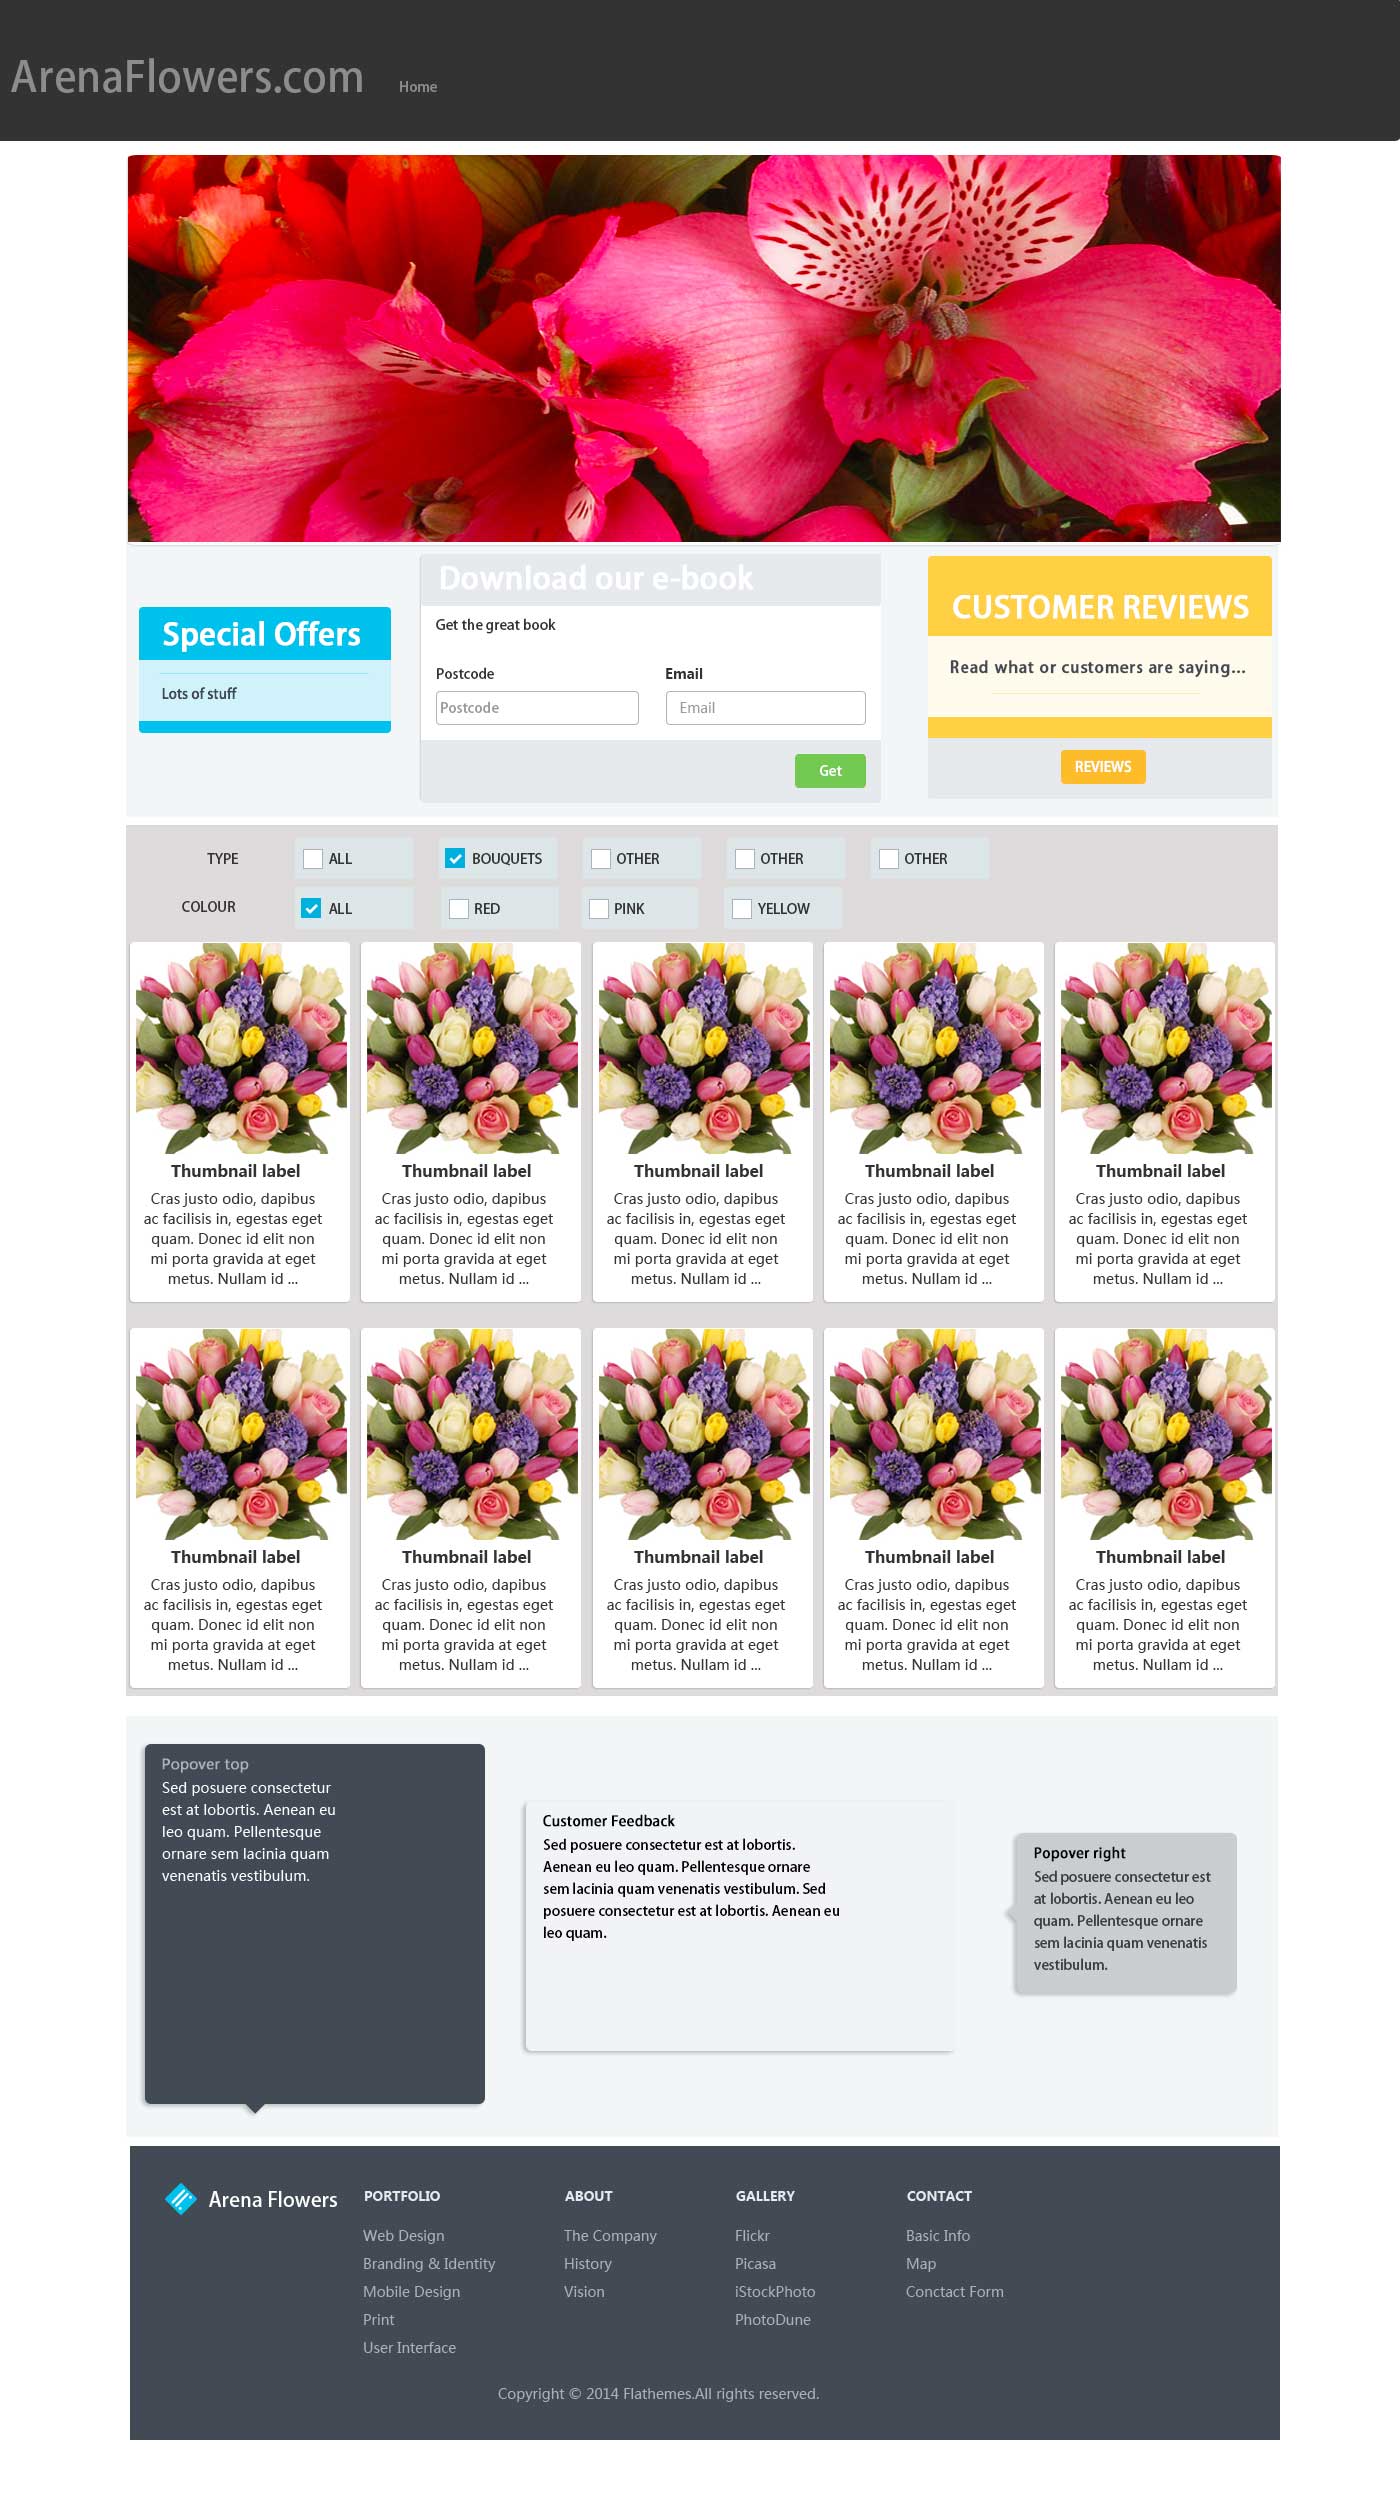 ArenaFlowers.com
Home
Special Offers
Lots of stuff
Download our e-book
Get the great book
Postcode
Email
Postcode
Email
Get
CUSTOMER REVIEWS
Read what or customers are saying...
REVIEWS
TYPE
ALL
BOUQUETS
OTHER
OTHER
OTHER
COLOUR
ALL
RED
PINK
YELLOW
Thumbnail label
Cras justo odio, dapibus
ac facilisis in, egestas eget
quam. Donec id elit non
mi porta gravida at eget
metus. Nullam id ...
Thumbnail label
Cras justo odio, dapibus
ac facilisis in, egestas eget
quam. Donec id elit non
mi porta gravida at eget
metus. Nullam id ...
Thumbnail label
Cras justo odio, dapibus
ac facilisis in, egestas eget
quam. Donec id elit non
mi porta gravida at eget
metus. Nullam id ...
Thumbnail label
Cras justo odio, dapibus
ac facilisis in, egestas eget
quam. Donec id elit non
mi porta gravida at eget
metus. Nullam id ...
Thumbnail label
Cras justo odio, dapibus
ac facilisis in, egestas eget
quam. Donec id elit non
mi porta gravida at eget
metus. Nullam id ...
Thumbnail label
Cras justo odio, dapibus
ac facilisis in, egestas eget
quam. Donec id elit non
mi porta gravida at eget
metus. Nullam id ...
Thumbnail label
Cras justo odio, dapibus
ac facilisis in, egestas eget
quam. Donec id elit non
mi porta gravida at eget
metus. Nullam id ...
Thumbnail label
Cras justo odio, dapibus
ac facilisis in, egestas eget
quam. Donec id elit non
mi porta gravida at eget
metus. Nullam id ...
Thumbnail label
Cras justo odio, dapibus
ac facilisis in, egestas eget
quam. Donec id elit non
mi porta gravida at eget
metus. Nullam id ...
Thumbnail label
Cras justo odio, dapibus
ac facilisis in, egestas eget
quam. Donec id elit non
mi porta gravida at eget
metus. Nullam id ...
Popover top
Sed posuere consectetur
est at lobortis. Aenean eu
leo quam. Pellentesque
ornare sem lacinia quam
venenatis vestibulum.
Customer Feedback
Sed posuere consectetur est at lobortis.
Aenean eu leo quam. Pellentesque ornare
sem lacinia quam venenatis vestibulum. Sed
posuere consectetur est at lobortis. Aenean eu
leo quam.
Popover right
Sed posuere consectetur est
at lobortis. Aenean eu leo
quam. Pellentesque ornare
sem lacinia quam venenatis
vestibulum.
Arena Flowers
PORTFOLIO
Web Design
Branding & Identity
Mobile Design
Print
User Interface
ABOUT
The Company
History
Vision
GALLERY
Flickr
Picasa
iStockPhoto
PhotoDune
CONTACT
Basic Info
Map
Conctact Form
Copyright © 2014 Flathemes.All rights reserved.